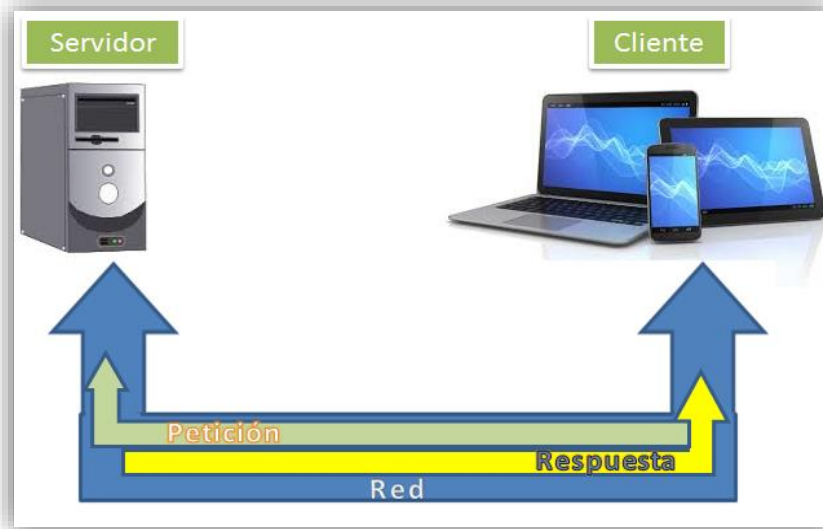 Servidor
Cliente
Petición
Respuesta
Red